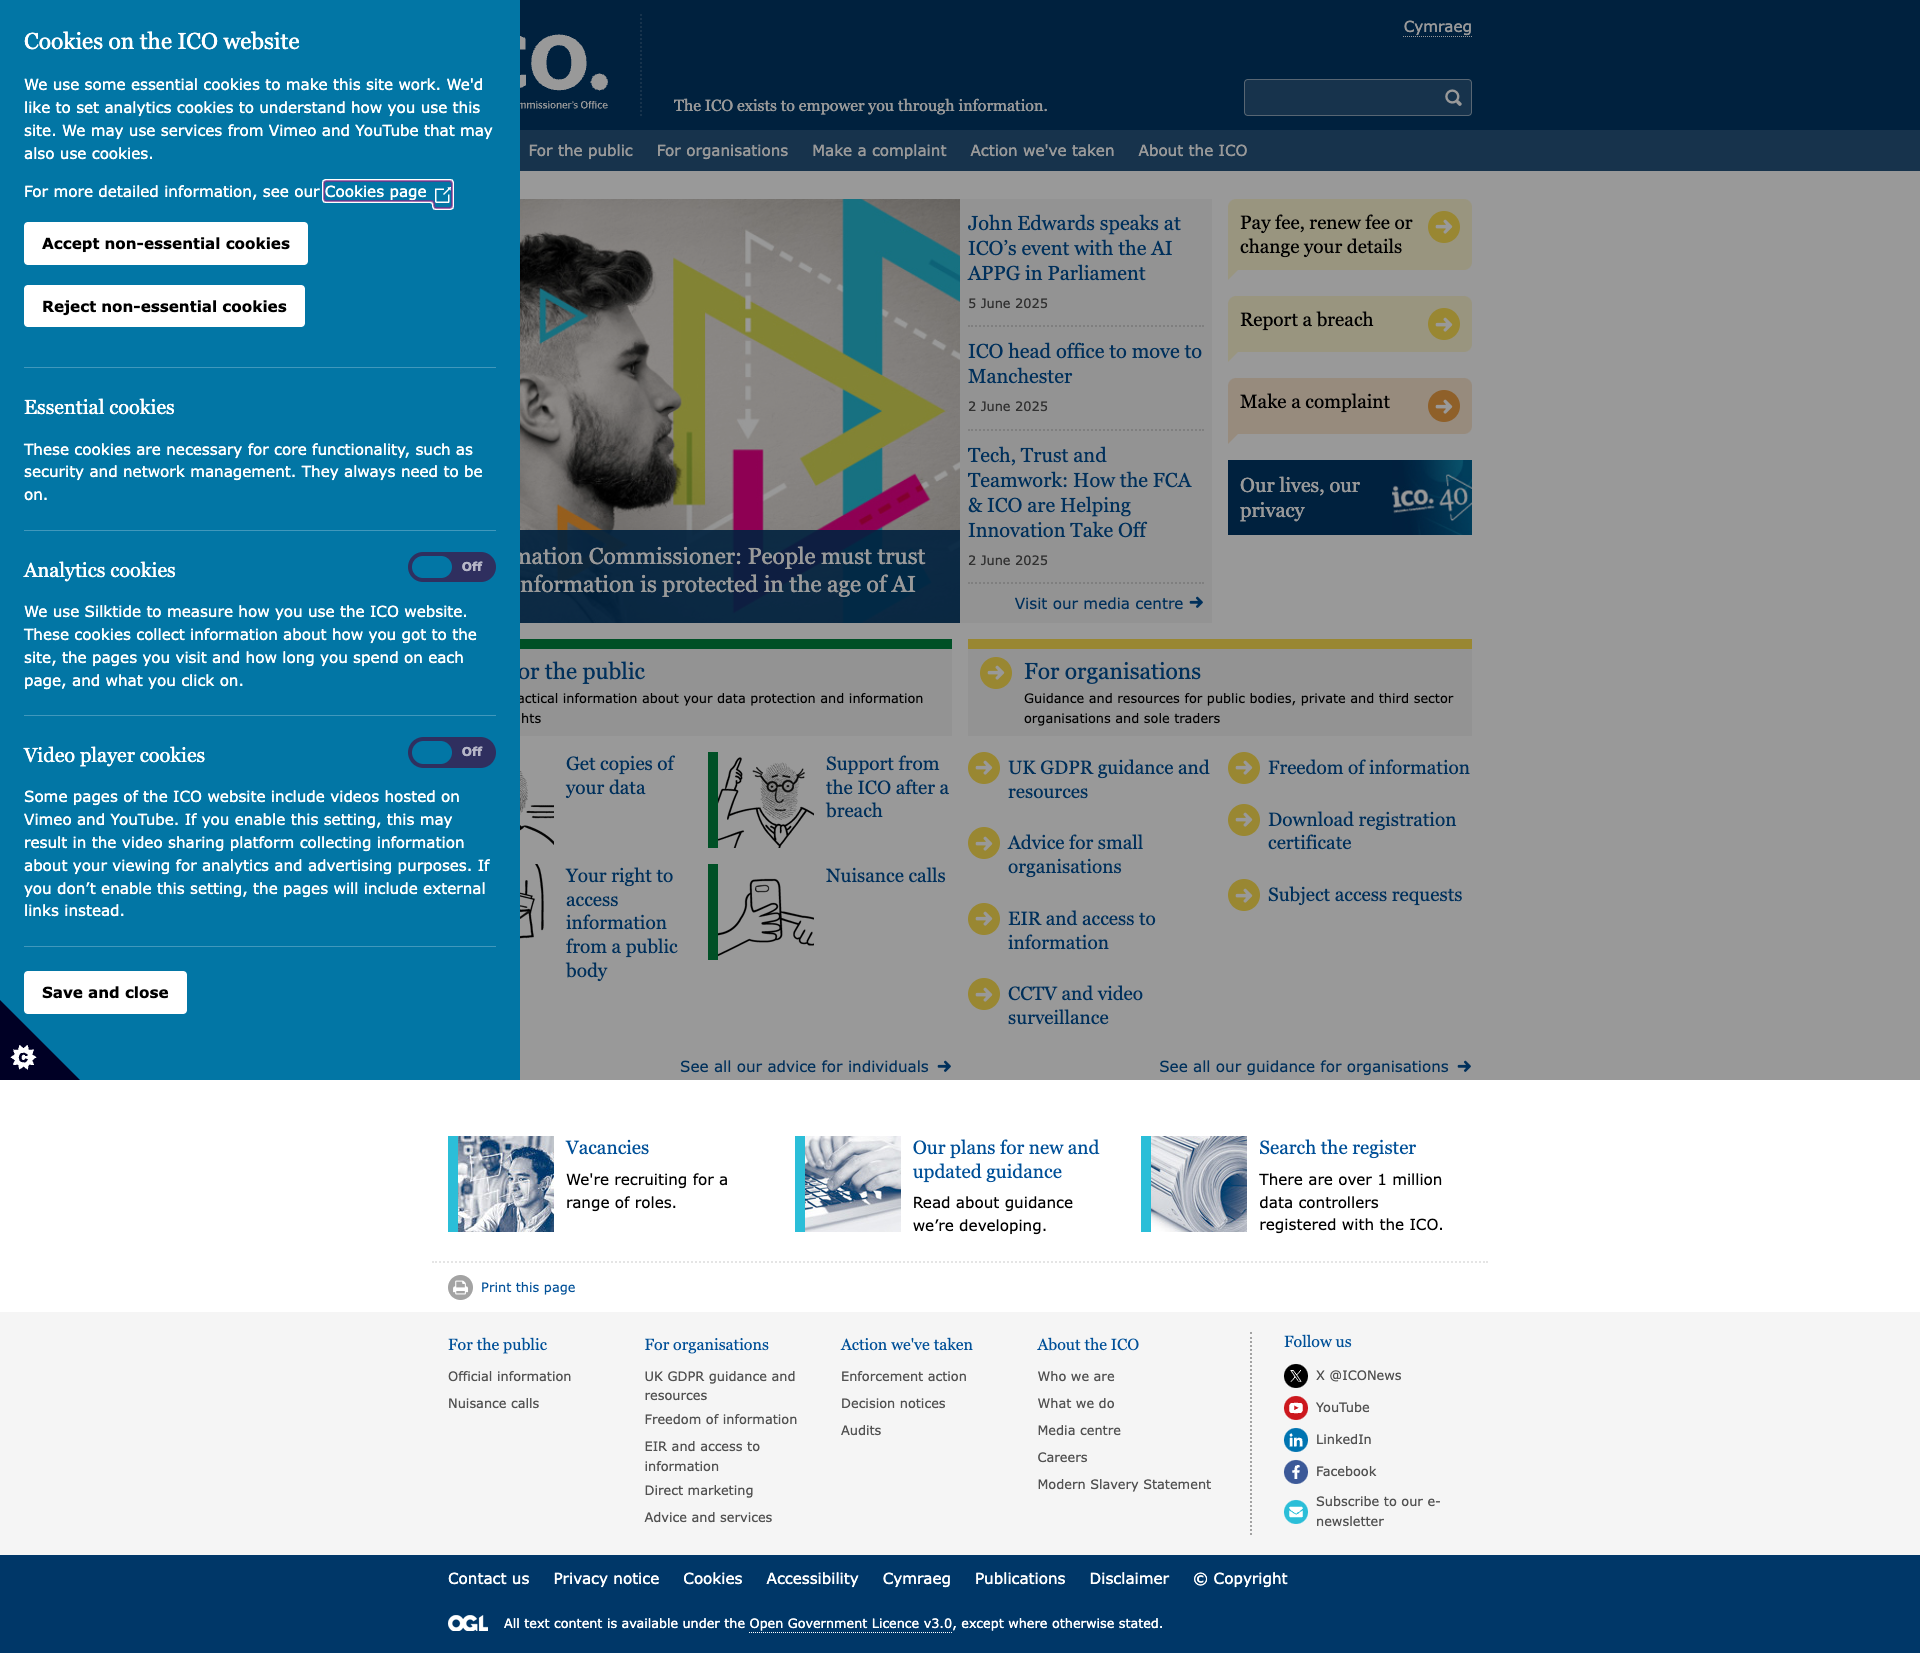 Cookies on the ICO website
We use some essential cookies to make this site work. We'd
like to set analytics cookies to understand how you use this
site. We may use services from Vimeo and YouTube that may
also use cookies.
For more detailed information, see our Cookies page
Accept non-essential cookies
Reject non-essential cookies
Essential cookies
These cookies are necessary for core functionality, such as
security and network management. They always need to be
on.
Analytics cookies
Off
We use Silktide to measure how you use the ICO website.
These cookies collect information about how you got to the
site, the pages you visit and how long you spend on each
page, and what you click on.
Video player cookies
Off
Some pages of the ICO website include videos hosted on
Vimeo and YouTube. If you enable this setting, this may
result in the video sharing platform collecting information
about your viewing for analytics and advertising purposes. If
you don’t enable this setting, the pages will include external
links instead.
Save and close
C
co.
mmissioner's Office
The ICO exists to empower you through information.
Cymraeg
For the public
For organisations
Make a complaint
Action we've taken
About the ICO
mation Commissioner: People must trust
nformation is protected in the age of AI
John Edwards speaks at
ICO’s event with the AI
APPG in Parliament
5 June 2025
ICO head office to move to
Manchester
2 June 2025
Tech, Trust and
Teamwork: How the FCA
& ICO are Helping
Innovation Take Off
2 June 2025
Visit our media centre
Pay fee, renew fee or
change your details
Report a breach
Make a complaint
Our lives, our
privacy
ico. 40
or the public
actical information about your data protection and information
hts
Get copies of
your data
Support from
the ICO after a
breach
Your right to
access
information
from a public
body
Nuisance calls
See all our advice for individuals
For organisations
Guidance and resources for public bodies, private and third sector
organisations and sole traders
UK GDPR guidance and
resources
Advice for small
organisations
EIR and access to
information
CCTV and video
surveillance
Freedom of information
Download registration
certificate
Subject access requests
See all our guidance for organisations
Vacancies
We're recruiting for a
range of roles.
Our plans for new and
updated guidance
Read about guidance
we’re developing.
Search the register
There are over 1 million
data controllers
registered with the ICO.
Print this page
For the public
Official information
Nuisance calls
For organisations
UK GDPR guidance and
resources
Freedom of information
EIR and access to
information
Direct marketing
Advice and services
Action we've taken
Enforcement action
Decision notices
Audits
About the ICO
Who we are
What we do
Media centre
Careers
Modern Slavery Statement
Follow us
X @ICONews
YouTube
LinkedIn
Facebook
Subscribe to our e-
newsletter
Contact us
Privacy notice
Cookies
Accessibility
Cymraeg
Publications
Disclaimer
© Copyright
OGL
All text content is available under the Open Government Licence v3.0, except where otherwise stated.